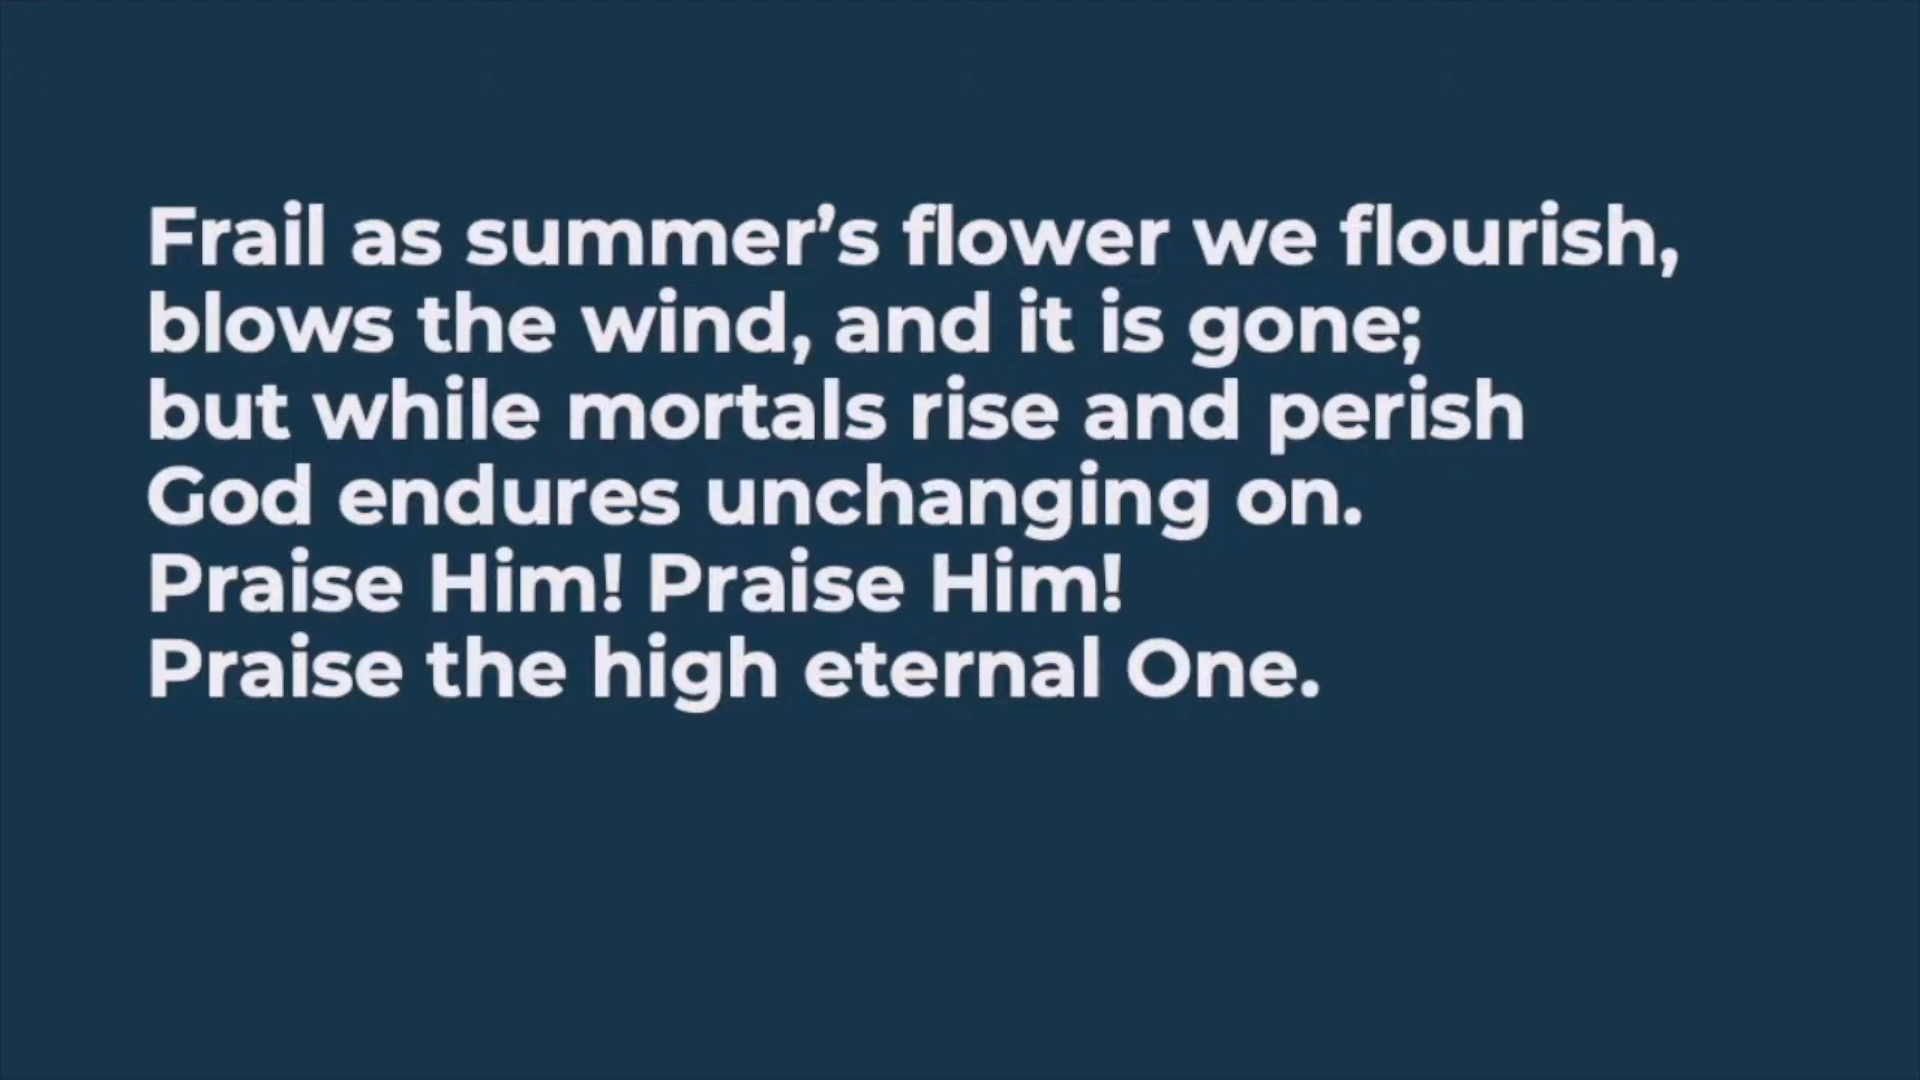 Frail as summer’s flower we flourish,
blows the wind, and it is gone;
but while mortals rise and perish
God endures unchanging on.
Praise Him! Praise Him!
Praise the high eternal One.